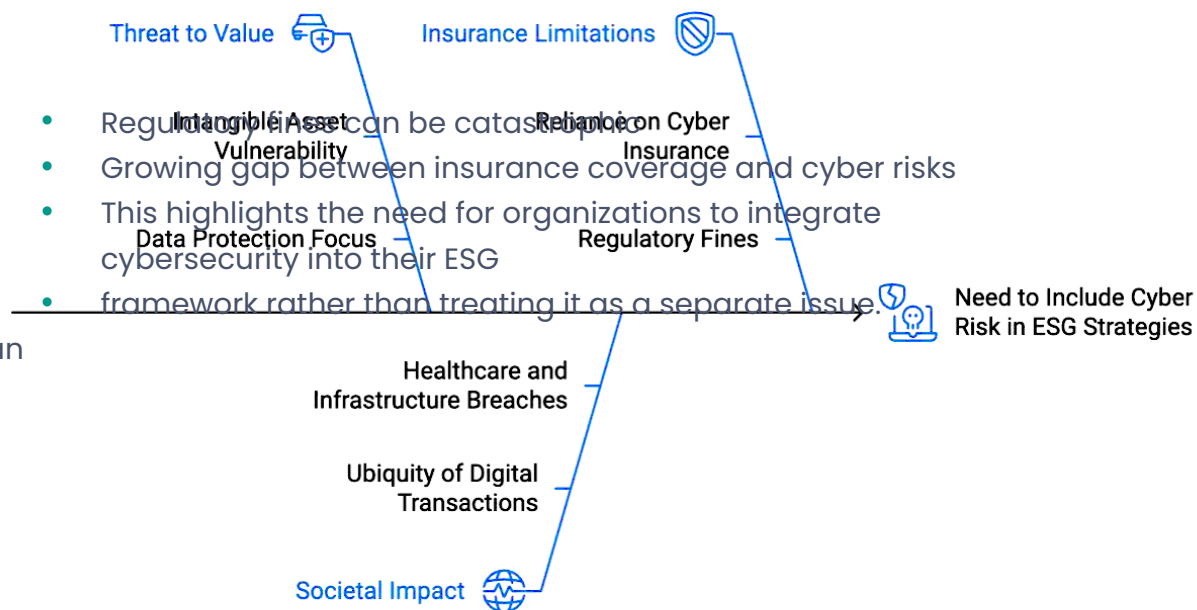 Threat to Value
Insurance Limitations
Intangible Asset
Vulnerability
Reliance on Cyber
Insurance
Data Protection Focus
Regulatory Fines
• Regulatory fines can be catastrophic
• Growing gap between insurance coverage and cyber risks
• This highlights the need for organizations to integrate
cybersecurity into their ESG
• framework rather than treating it as a separate issue.
Need to Include Cyber
Risk in ESG Strategies
Healthcare and
Infrastructure Breaches
Ubiquity of Digital
Transactions
Societal Impact